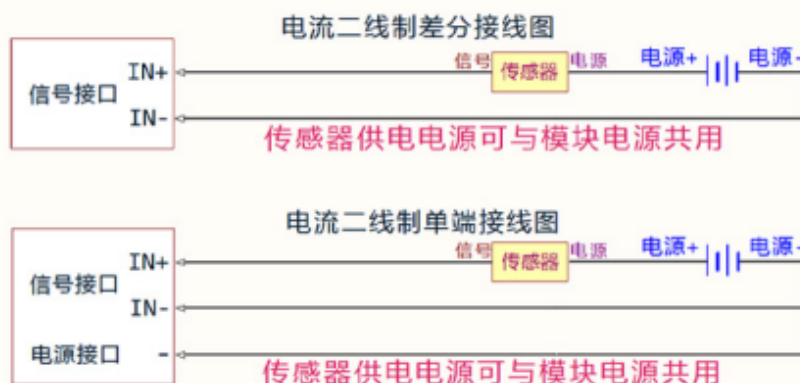 电流二线制差分接线图
信号 传感器 电源 电源+ 电源-
信号接口 IN+
IN-
传感器供电电源可与模块电源共用
电流二线制单端接线图
信号 传感器 电源 电源+ 电源-
信号接口 IN+
IN-
电源接口 -
传感器供电电源可与模块电源共用